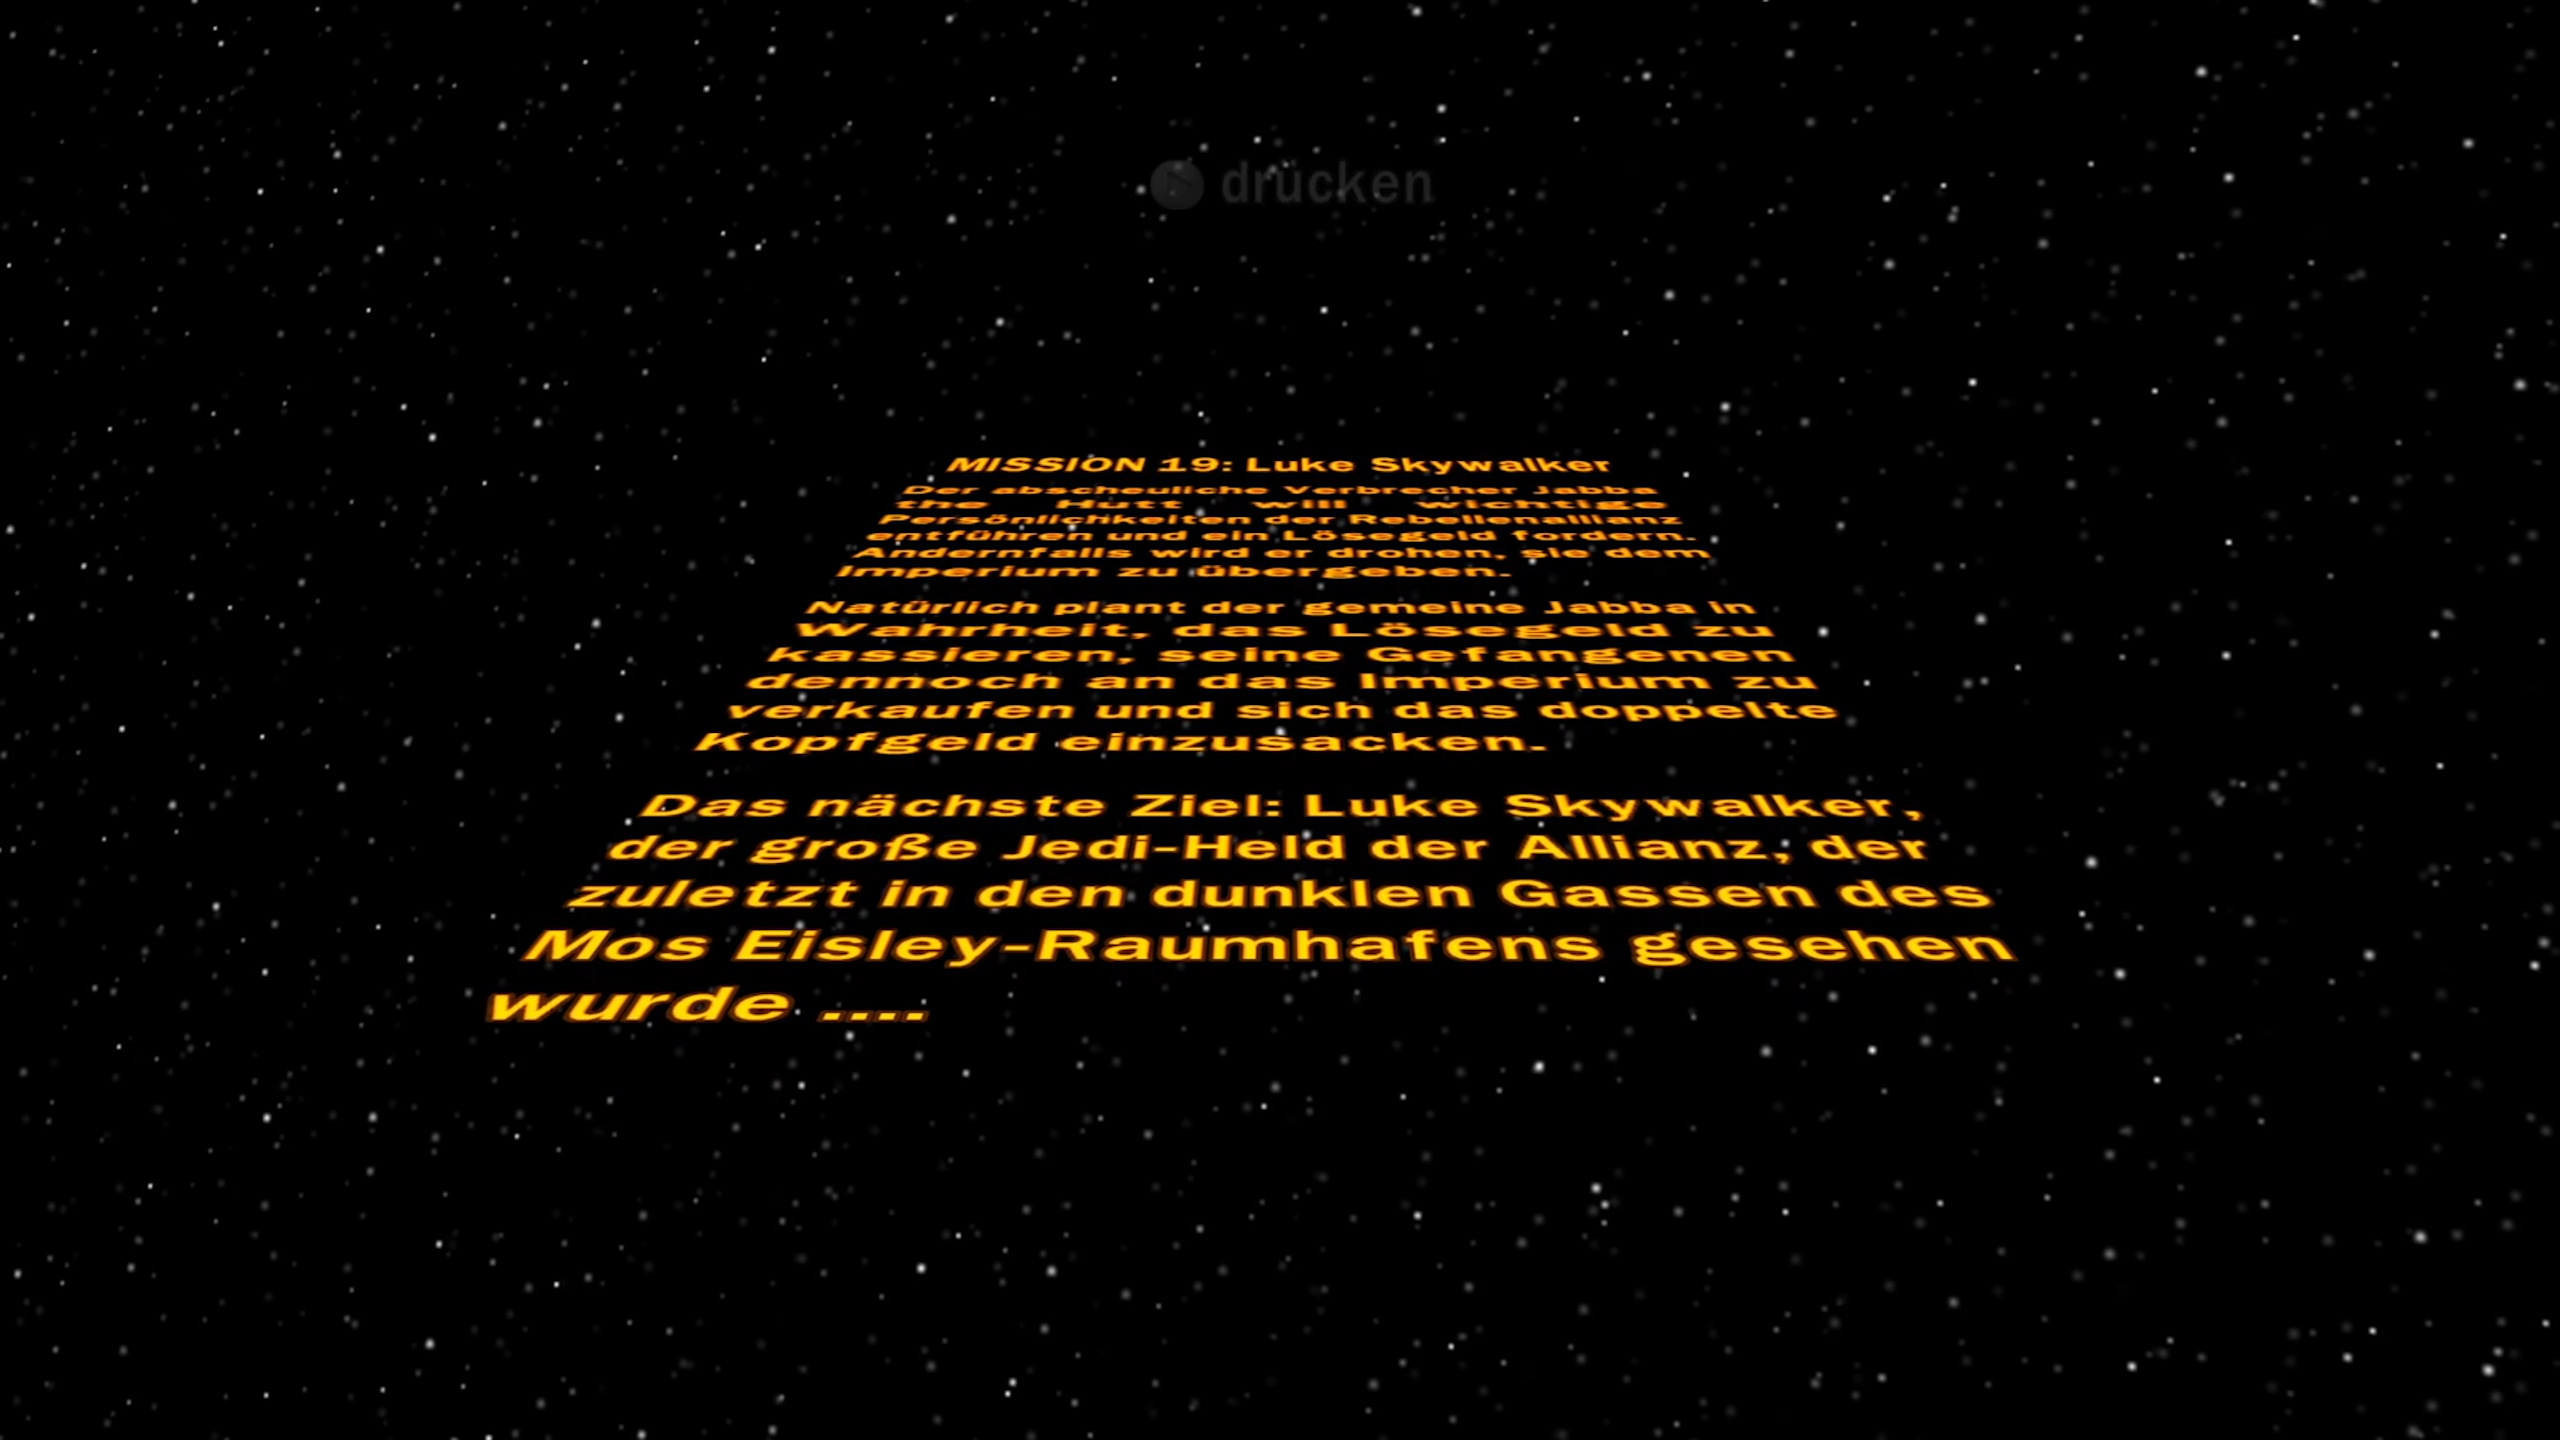 drücken
MISSION 19: Luke Skywalker
Der abscheuliche Verbrecher Jabba
the Hutt will wichtige
Persönlichkeiten der Rebellenallianz
entführen und ein Lösegeld fordern.
Andernfalls wird er drohen, sie dem
Imperium zu übergeben.
Natürlich plant der gemeine Jabba in
Wahrheit, das Lösegeld zu
kassieren, seine Gefangenen
dennoch an das Imperium zu
verkaufen und sich das doppelte
Kopfgeld einzusacken.
Das nächste Ziel: Luke Skywalker,
der große Jedi-Held der Allianz, der
zuletzt in den dunklen Gassen des
Mos Eisley-Raumhafens gesehen
wurde ....